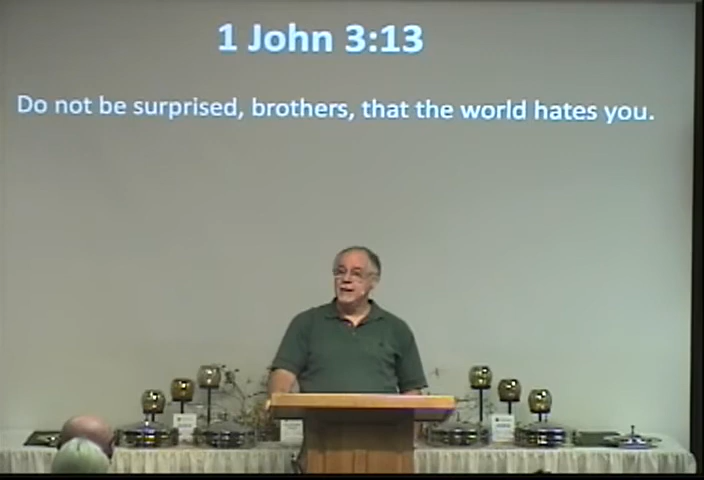 1 John 3:13
Do not be surprised, brothers, that the world hates you.